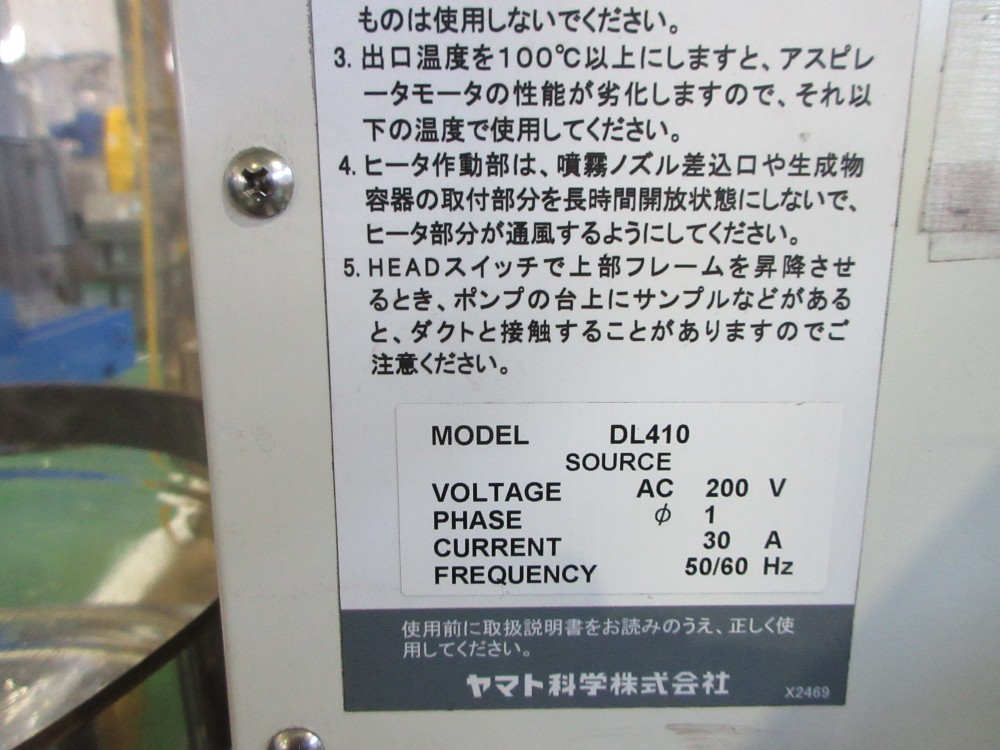 ものは使用しないでください。
3. 出口温度を100℃以上にしますと、アスピレ
ータモータの性能が劣化しますので、それ以
下の温度で使用してください。
4. ヒータ作動部は、噴霧ノズル差込口や生成物
容器の取付部分を長時間開放状態にしないで、
ヒータ部分が通風するようにしてください。
5. HEADスイッチで上部フレームを昇降させ
るとき、ポンプの台上にサンプルなどがある
と、ダクトと接触することがありますのでご
注意ください。
MODEL DL410
SOURCE
VOLTAGE AC 200 V
PHASE φ 1
CURRENT 30 A
FREQUENCY 50/60 Hz
使用前に取扱説明書をお読みのうえ、正しく使
用してください。
ヤマト科学株式会社 X2469